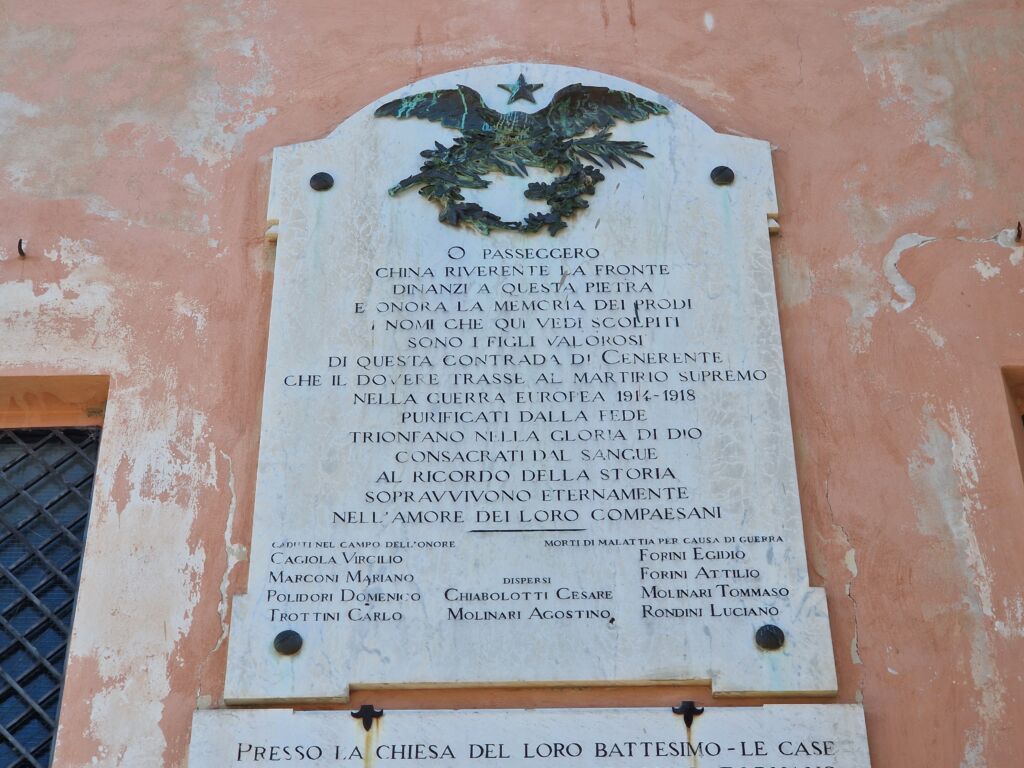 O PASSEGGERO
CHINA RIVERENTE LA FRONTE
DINANZI A QUESTA PIETRA
E ONORA LA MEMORIA DEI PRODI
I NOMI CHE QUI VEDI SCOLPITI
SONO I FIGLI VALOROSI
DI QUESTA CONTRADA DI CENERENTE
CHE IL DOVERE TRASSE AL MARTIRIO SUPREMO
NELLA GUERRA EUROPEA 1914-1918
PURIFICATI DALLA FEDE
TRIONFANO NELLA GLORIA DI DIO
CONSACRATI DAL SANGUE
AL RICORDO DELLA STORIA
SOPRAVVIVONO ETERNAMENTE
NELL'AMORE DEI LORO COMPAESANI
CADUTI NEL CAMPO DELL'ONORE
CAGIOLA VIRGILIO
MARCONI MARIANO
POLIDORI DOMENICO
TROTTINI CARLO
DISPERSI
CHIABOLOTTI CESARE
MOLINARI AGOSTINO
MORTI DI MALATTIA PER CAUSA DI GUERRA
FORINI EGIDIO
FORINI ATTILIO
MOLINARI TOMMASO
RONDINI LUCIANO
PRESSO LA CHIESA DEL LORO BATTESIMO - LE CASE